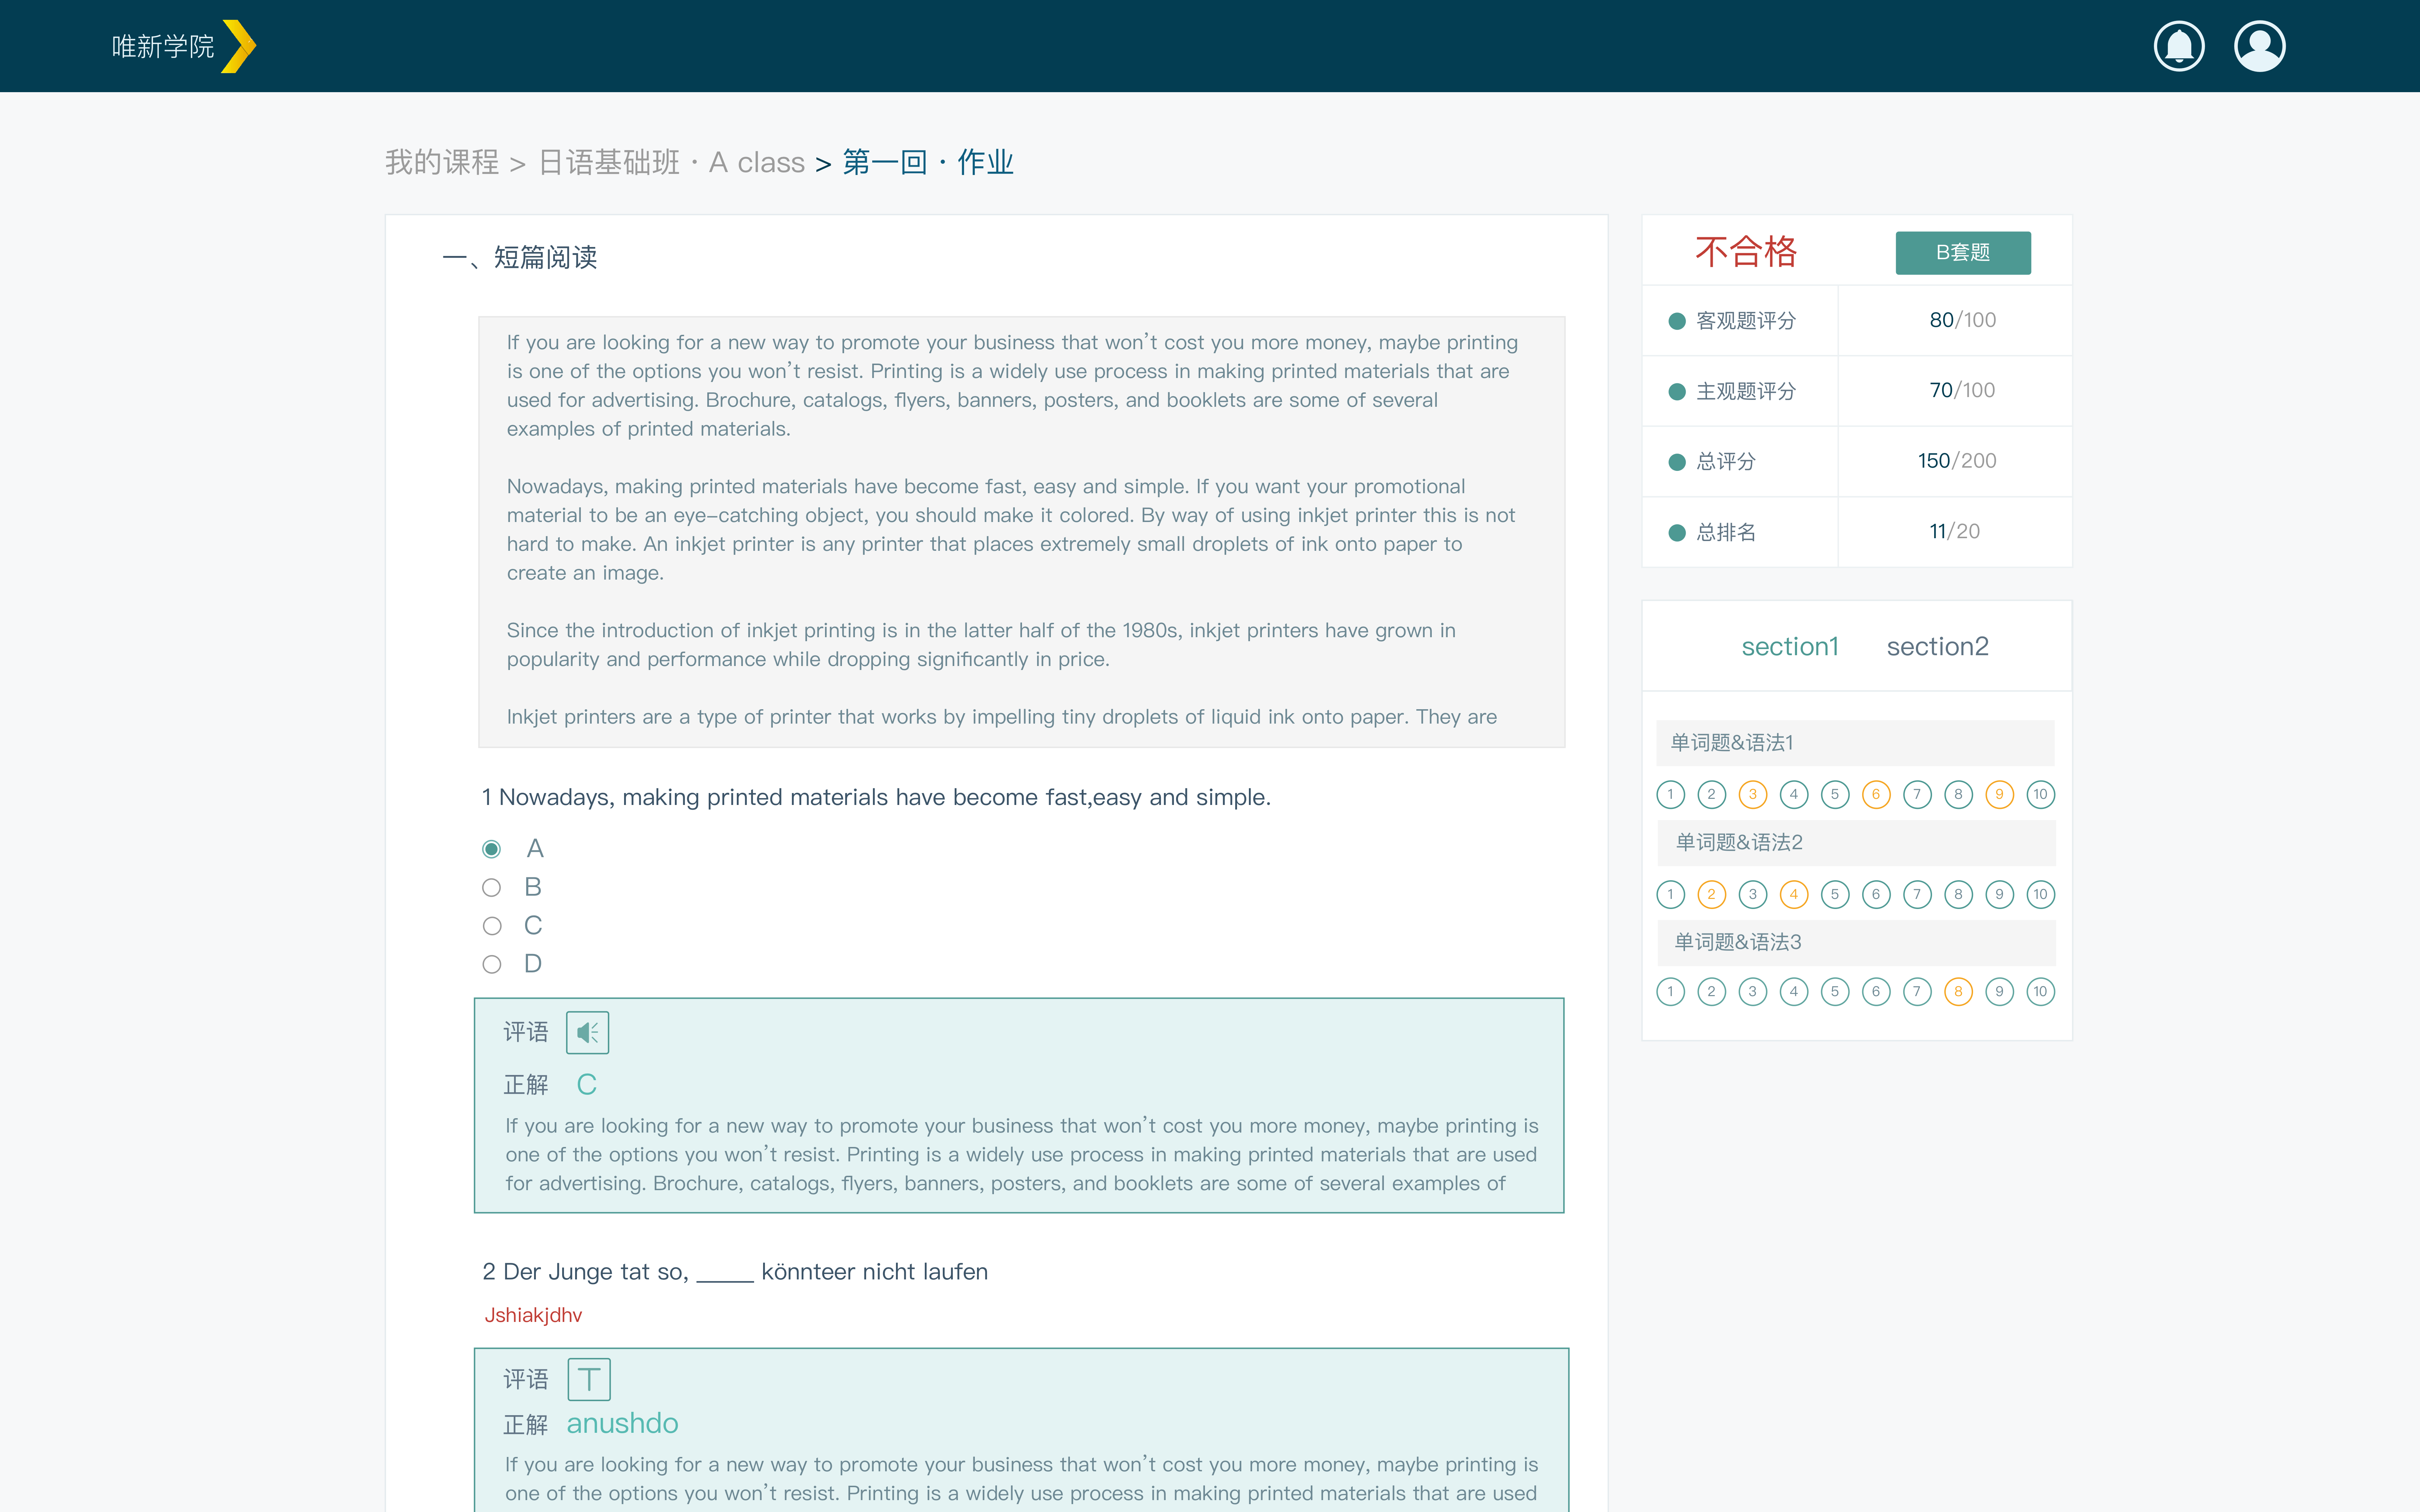 唯新学院
我的课程 > 日语基础班 · A class > 第一回 · 作业
一、短篇阅读
If you are looking for a new way to promote your business that won't cost you more money, maybe printing
is one of the options you won't resist. Printing is a widely use process in making printed materials that are
used for advertising. Brochure, catalogs, flyers, banners, posters, and booklets are some of several
examples of printed materials.
Nowadays, making printed materials have become fast, easy and simple. If you want your promotional
material to be an eye-catching object, you should make it colored. By way of using inkjet printer this is not
hard to make. An inkjet printer is any printer that places extremely small droplets of ink onto paper to
create an image.
Since the introduction of inkjet printing is in the latter half of the 1980s, inkjet printers have grown in
popularity and performance while dropping significantly in price.
Inkjet printers are a type of printer that works by impelling tiny droplets of liquid ink onto paper. They are
1 Nowadays, making printed materials have become fast,easy and simple.
A
B
C
D
评语
正解 C
If you are looking for a new way to promote your business that won't cost you more money, maybe printing is
one of the options you won't resist. Printing is a widely use process in making printed materials that are used
for advertising. Brochure, catalogs, flyers, banners, posters, and booklets are some of several examples of
2 Der Junge tat so, _____ könnteer nicht laufen
Jshiakjdhv
评语 T
正解 anushdo
If you are looking for a new way to promote your business that won't cost you more money, maybe printing is
one of the options you won't resist. Printing is a widely use process in making printed materials that are used
不合格 B套题
客观题评分 80/100
主观题评分 70/100
总评分 150/200
总排名 11/20
section1 section2
单词题&语法1
1 2 3 4 5 6 7 8 9 10
单词题&语法2
1 2 3 4 5 6 7 8 9 10
单词题&语法3
1 2 3 4 5 6 7 8 9 10